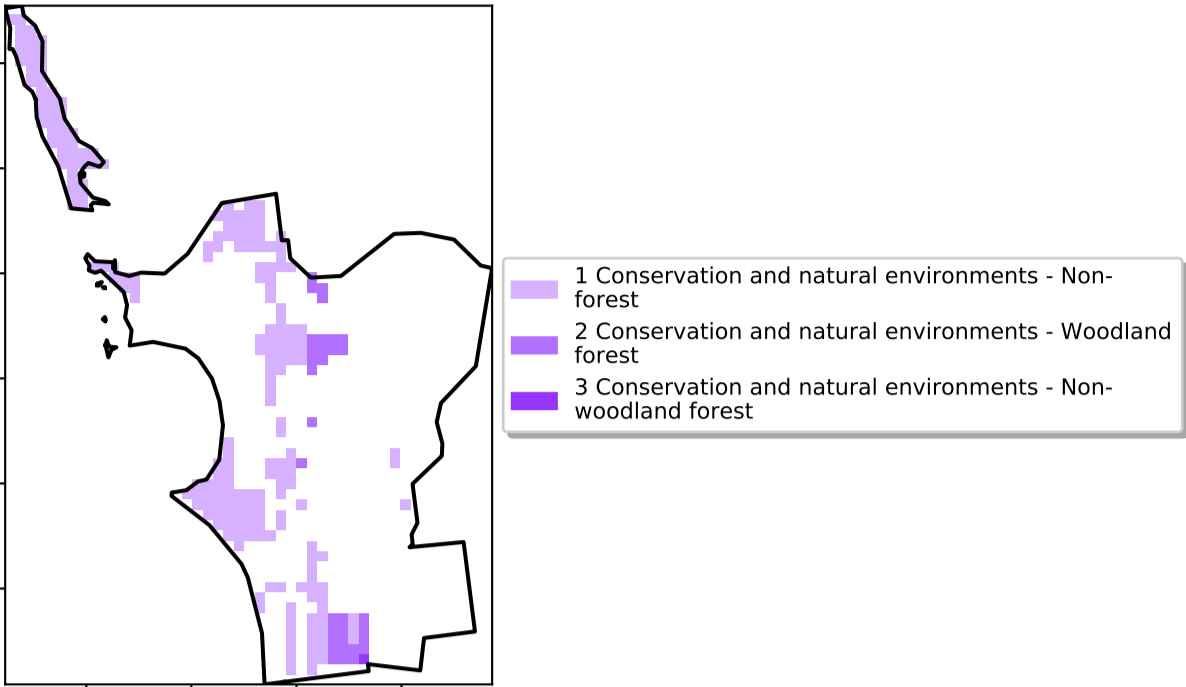 1 Conservation and natural environments - Non-
forest
2 Conservation and natural environments - Woodland
forest
3 Conservation and natural environments - Non-
woodland forest